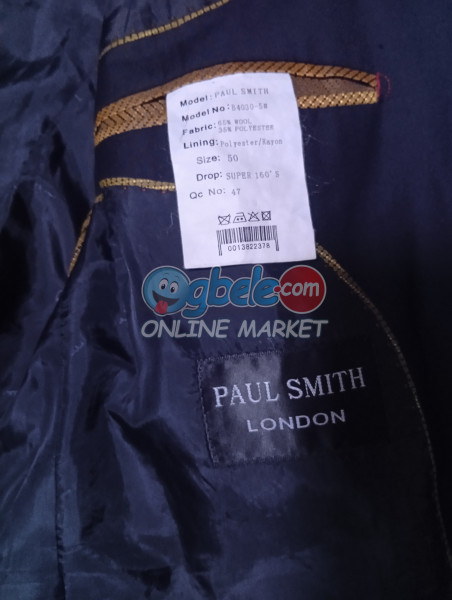 Model: PAUL SMITH
Model No: 54050-5#
Fabric: 65% WOOL
35% POLYESTER
Lining: Polyester/Rayon
Size: 50
Drop: SUPER 150'S
Qc No: 47
0013822378
Ogbele.com
ONLINE MARKET
PAUL SMITH
LONDON